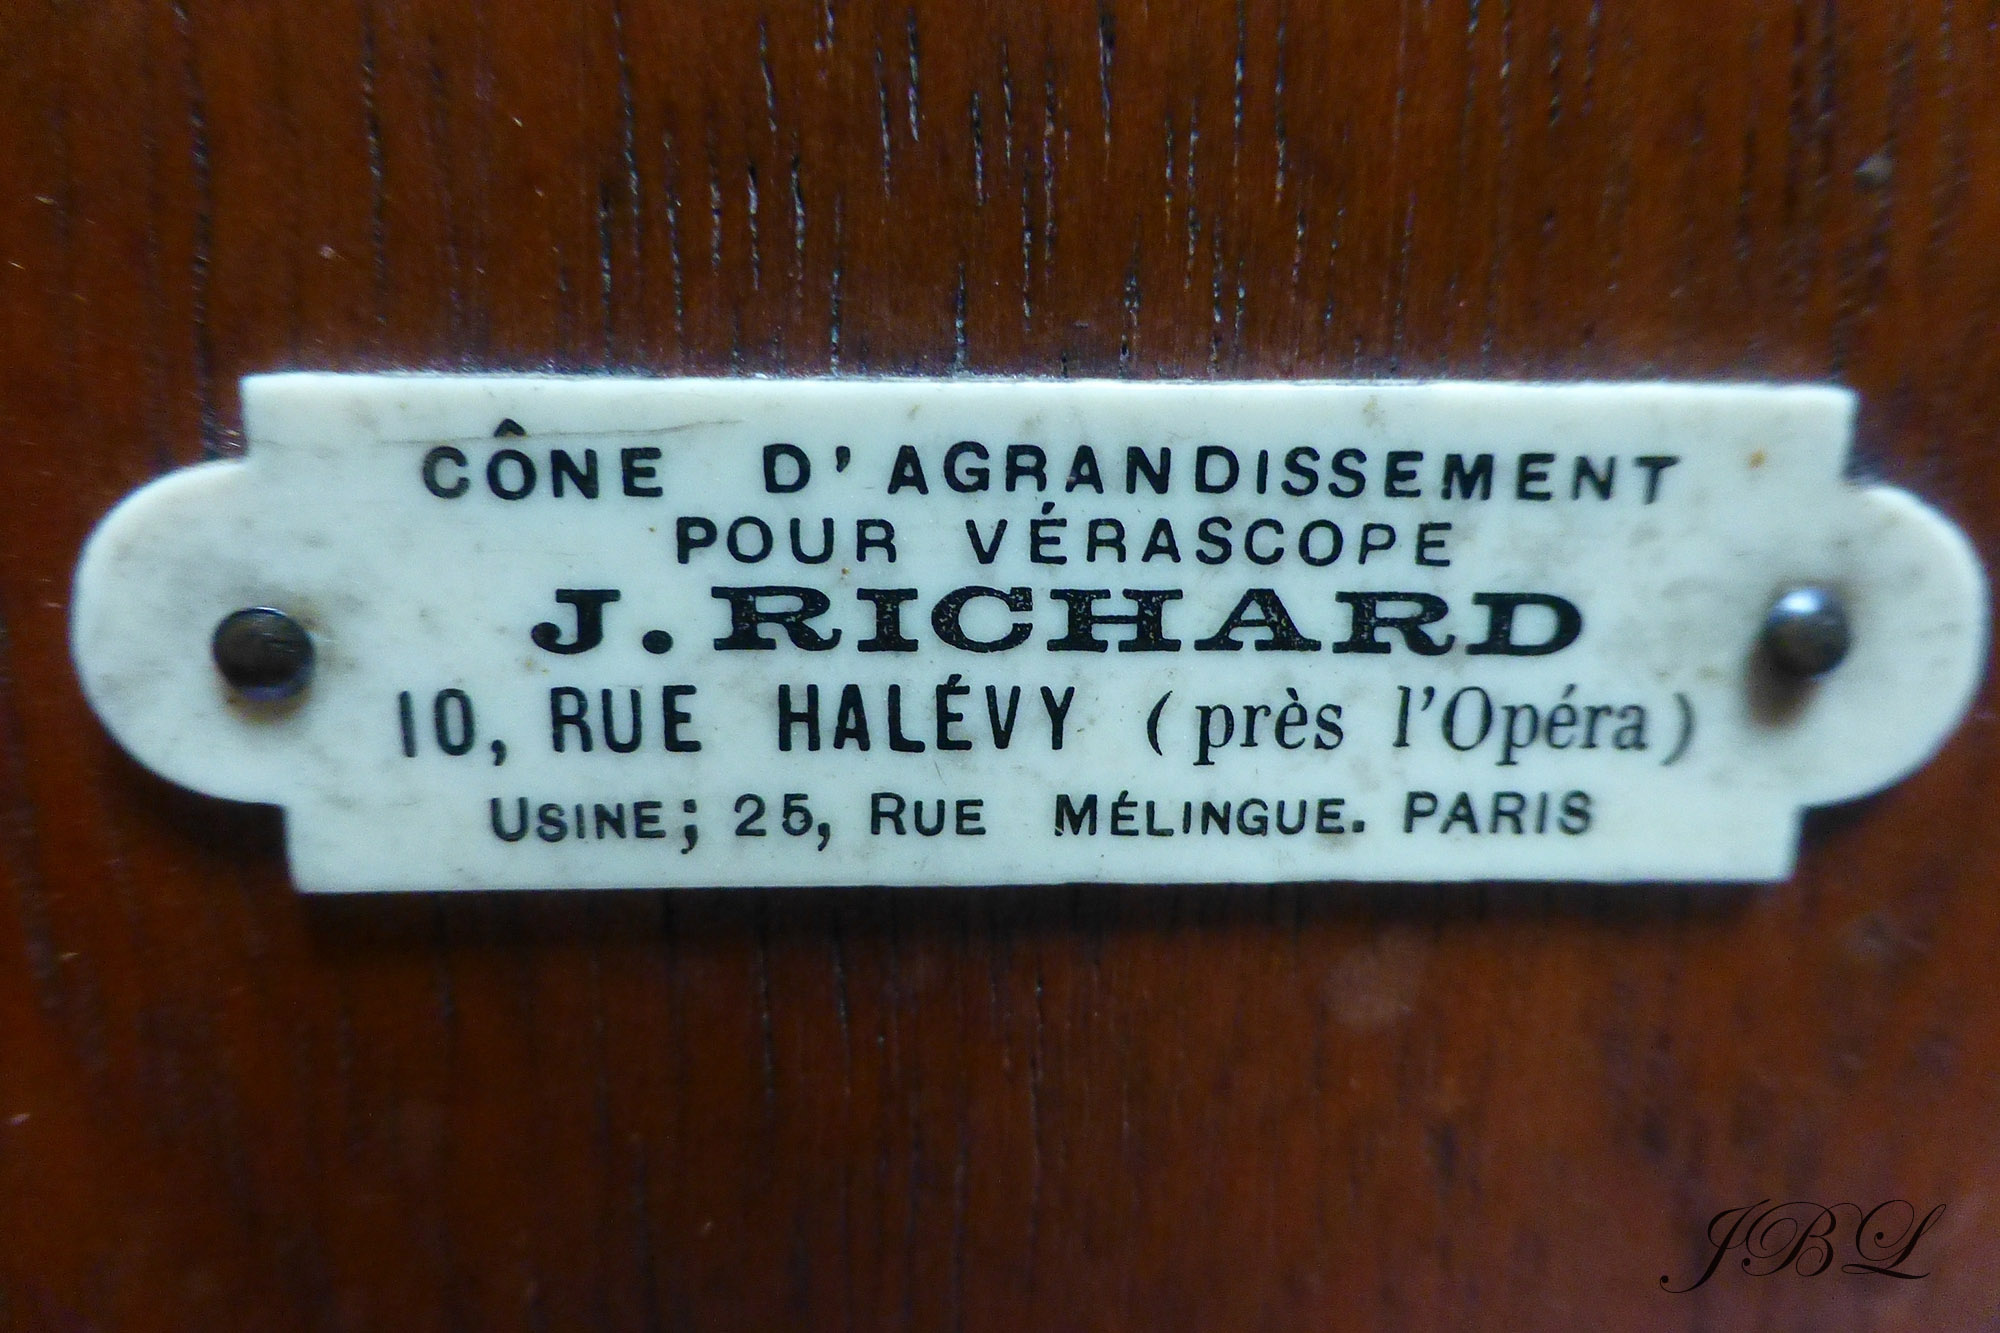 CÔNE D'AGRANDISSEMENT
POUR VÉRASCOPE
J. RICHARD
10, RUE HALÉVY (près l'Opéra)
USINE; 25, RUE MÉLINGUE. PARIS
JBL